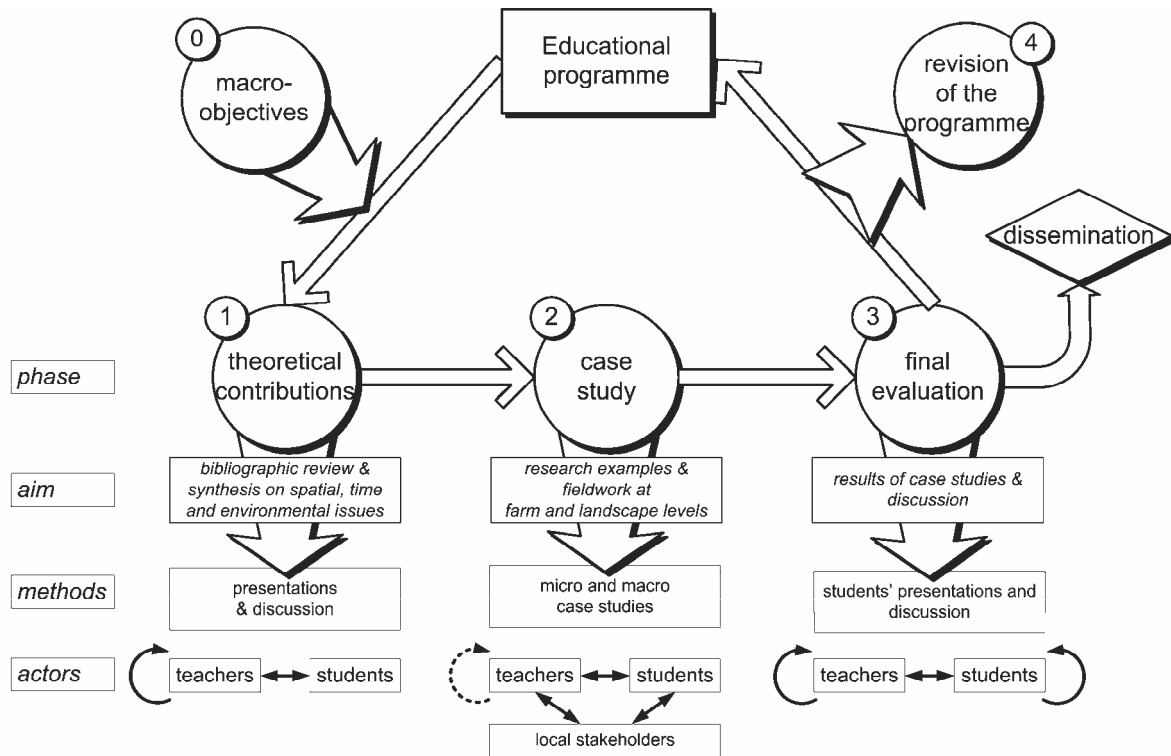 0
macro-
objectives
Educational
programme
4
revision
of the
programme
dissemination
1
theoretical
contributions
2
case
study
3
final
evaluation
phase
aim
bibliographic review &
synthesis on spatial, time
and environmental issues
research examples &
fieldwork at
farm and landscape levels
results of case studies &
discussion
methods
presentations
& discussion
micro and macro
case studies
students' presentations and
discussion
actors
teachers
students
teachers
students
local stakeholders
teachers
students